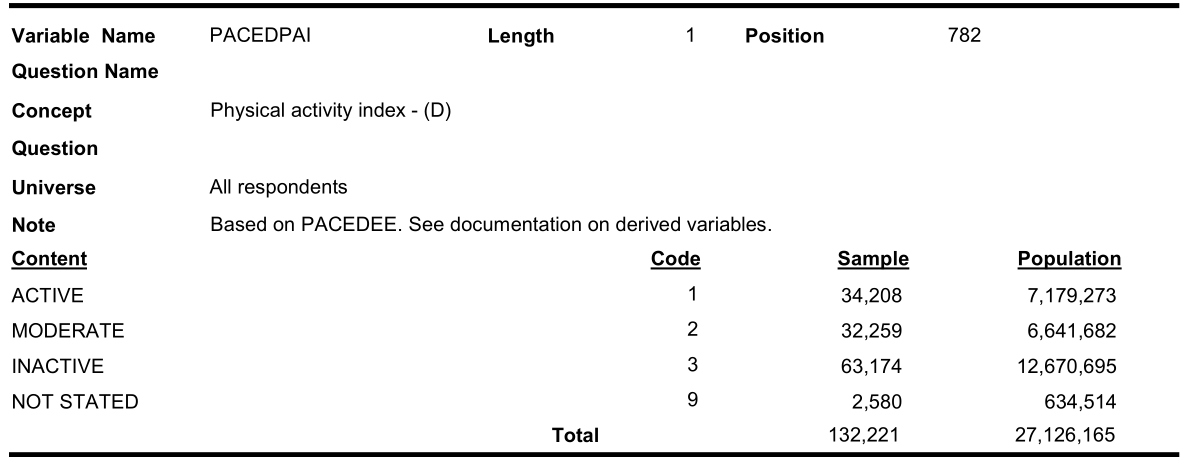 Variable Name PACEDPAI Length 1 Position 782
Question Name
Concept Physical activity index - (D)
Question
Universe All respondents
Note Based on PACEDEE. See documentation on derived variables.
Content Code Sample Population
ACTIVE 1 34,208 7,179,273
MODERATE 2 32,259 6,641,682
INACTIVE 3 63,174 12,670,695
NOT STATED 9 2,580 634,514
Total 132,221 27,126,165